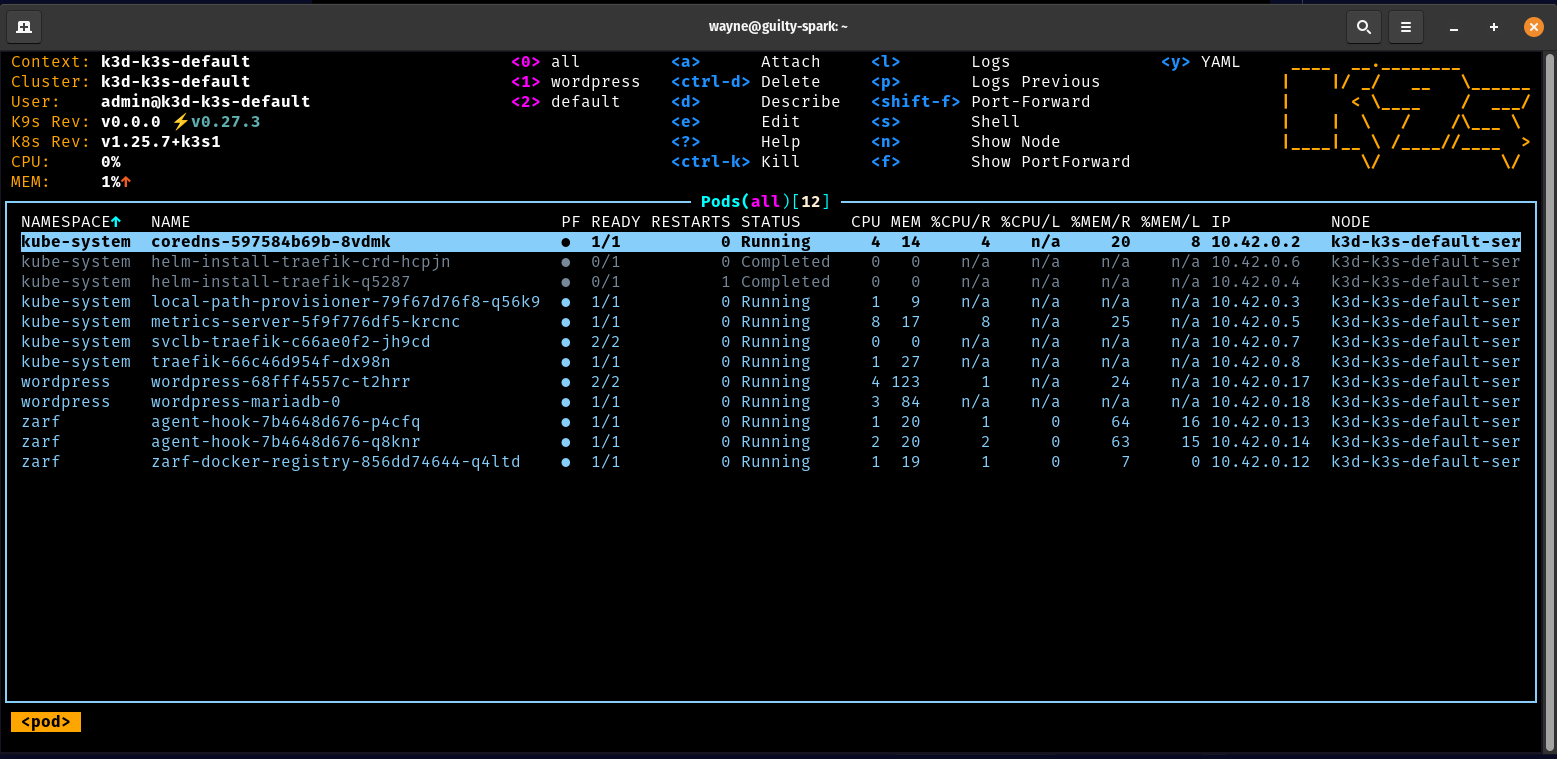 wayne@guilty-spark: ~
Context: k3d-k3s-default <0> all <a> Attach <l> Logs <y> YAML
Cluster: k3d-k3s-default <1> wordpress <ctrl-d> Delete <p> Logs Previous
User: admin@k3d-k3s-default <2> default <d> Describe <shift-f> Port-Forward
K9s Rev: v0.0.0 ⚡v0.27.3 <e> Edit <s> Shell
K8s Rev: v1.25.7+k3s1 <?> Help <n> Show Node
CPU: 0% <ctrl-k> Kill <f> Show PortForward
MEM: 1%↑
Pods(all)[12]
NAMESPACE↑ NAME PF READY RESTARTS STATUS CPU MEM %CPU/R %CPU/L %MEM/R %MEM/L IP NODE
kube-system coredns-597584b69b-8vdmk ● 1/1 0 Running 4 14 4 n/a 20 8 10.42.0.2 k3d-k3s-default-ser
kube-system helm-install-traefik-crd-hcpjn ● 0/1 0 Completed 0 0 n/a n/a n/a n/a 10.42.0.6 k3d-k3s-default-ser
kube-system helm-install-traefik-q5287 ● 0/1 1 Completed 0 0 n/a n/a n/a n/a 10.42.0.4 k3d-k3s-default-ser
kube-system local-path-provisioner-79f67d76f8-q56k9 ● 1/1 0 Running 1 9 n/a n/a n/a n/a 10.42.0.3 k3d-k3s-default-ser
kube-system metrics-server-5f9f776df5-krcnc ● 1/1 0 Running 8 17 8 n/a 25 n/a 10.42.0.5 k3d-k3s-default-ser
kube-system svclb-traefik-c66ae0f2-jh9cd ● 2/2 0 Running 0 0 n/a n/a n/a n/a 10.42.0.7 k3d-k3s-default-ser
kube-system traefik-66c46d954f-dx98n ● 1/1 0 Running 1 27 n/a n/a n/a n/a 10.42.0.8 k3d-k3s-default-ser
wordpress wordpress-68fff4557c-t2hrr ● 2/2 0 Running 4 123 1 n/a 24 n/a 10.42.0.17 k3d-k3s-default-ser
wordpress wordpress-mariadb-0 ● 1/1 0 Running 3 84 n/a n/a n/a n/a 10.42.0.18 k3d-k3s-default-ser
zarf agent-hook-7b4648d676-p4cfq ● 1/1 0 Running 1 20 1 0 64 16 10.42.0.13 k3d-k3s-default-ser
zarf agent-hook-7b4648d676-q8knr ● 1/1 0 Running 2 20 2 0 63 15 10.42.0.14 k3d-k3s-default-ser
zarf zarf-docker-registry-856dd74644-q4ltd ● 1/1 0 Running 1 19 1 0 7 0 10.42.0.12 k3d-k3s-default-ser
<pod>